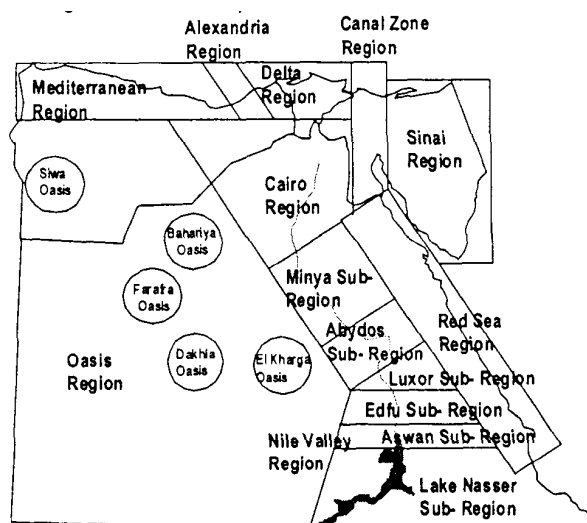 Alexandria
Region
Canal Zone
Region
Mediterranean
Region
Delta
Region
Sinai
Region
Siwa
Oasis
Cairo
Region
Bahariya
Oasis
Farafra
Oasis
Minya Sub-
Region
Red Sea
Region
Abydos
Sub- Region
Oasis
Region
Dakhla
Oasis
El Kharga
Oasis
Luxor Sub- Region
Edfu Sub- Region
Nile Valley
Region
Aswan Sub- Region
Lake Nasser
Sub- Region